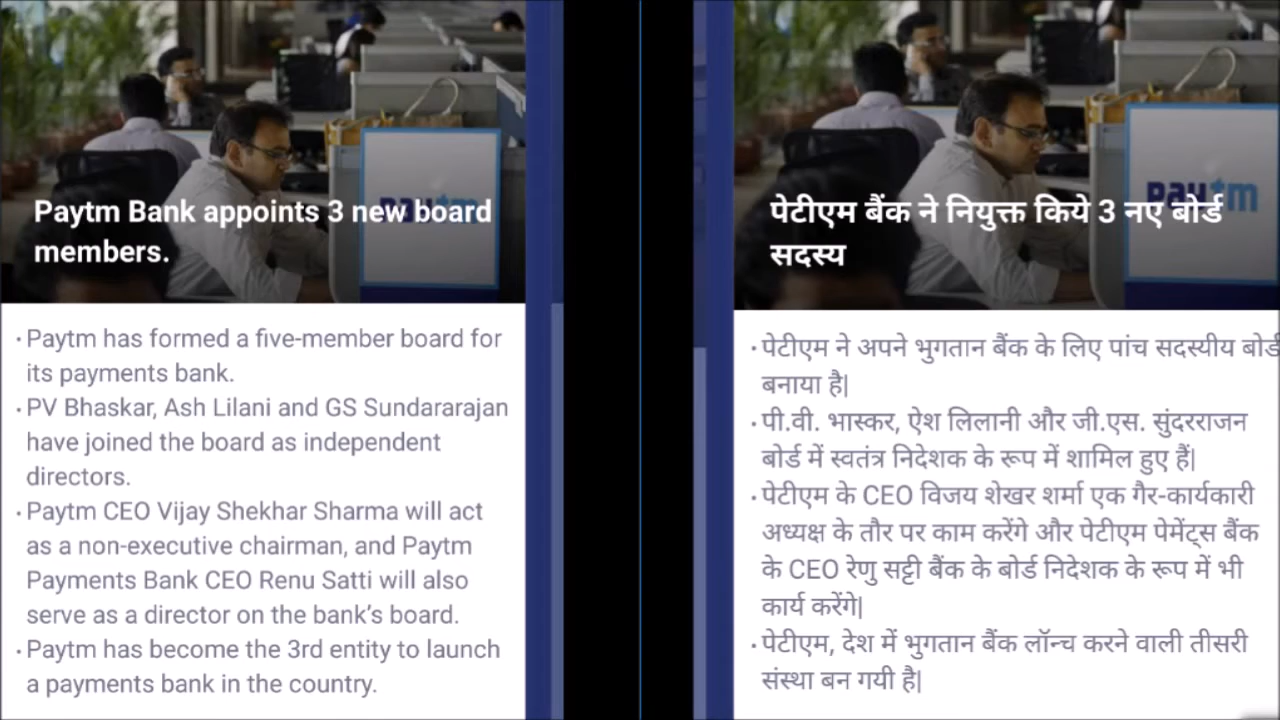 Paytm
Paytm Bank appoints 3 new board
members.
· Paytm has formed a five-member board for
its payments bank.
· PV Bhaskar, Ash Lilani and GS Sundararajan
have joined the board as independent
directors.
· Paytm CEO Vijay Shekhar Sharma will act
as a non-executive chairman, and Paytm
Payments Bank CEO Renu Satti will also
serve as a director on the bank’s board.
· Paytm has become the 3rd entity to launch
a payments bank in the country.
Paytm
पेटीएम बैंक ने नियुक्त किये 3 नए बोर्ड
सदस्य
· पेटीएम ने अपने भुगतान बैंक के लिए पांच सदस्यीय बोर्ड
बनाया है|
· पी.वी. भास्कर, ऐश लिलानी और जी.एस. सुंदरराजन
बोर्ड में स्वतंत्र निदेशक के रूप में शामिल हुए हैं|
· पेटीएम के CEO विजय शेखर शर्मा एक गैर-कार्यकारी
अध्यक्ष के तौर पर काम करेंगे और पेटीएम पेमेंट्स बैंक
के CEO रेणु सट्टी बैंक के बोर्ड निदेशक के रूप में भी
कार्य करेंगे|
· पेटीएम, देश में भुगतान बैंक लॉन्च करने वाली तीसरी
संस्था बन गयी है|